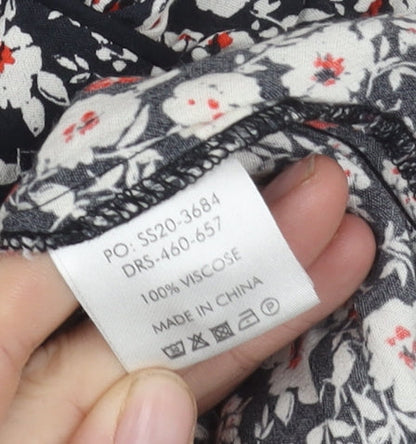 PO: SS20-3684
DRS-460-657
100% VISCOSE
MADE IN CHINA